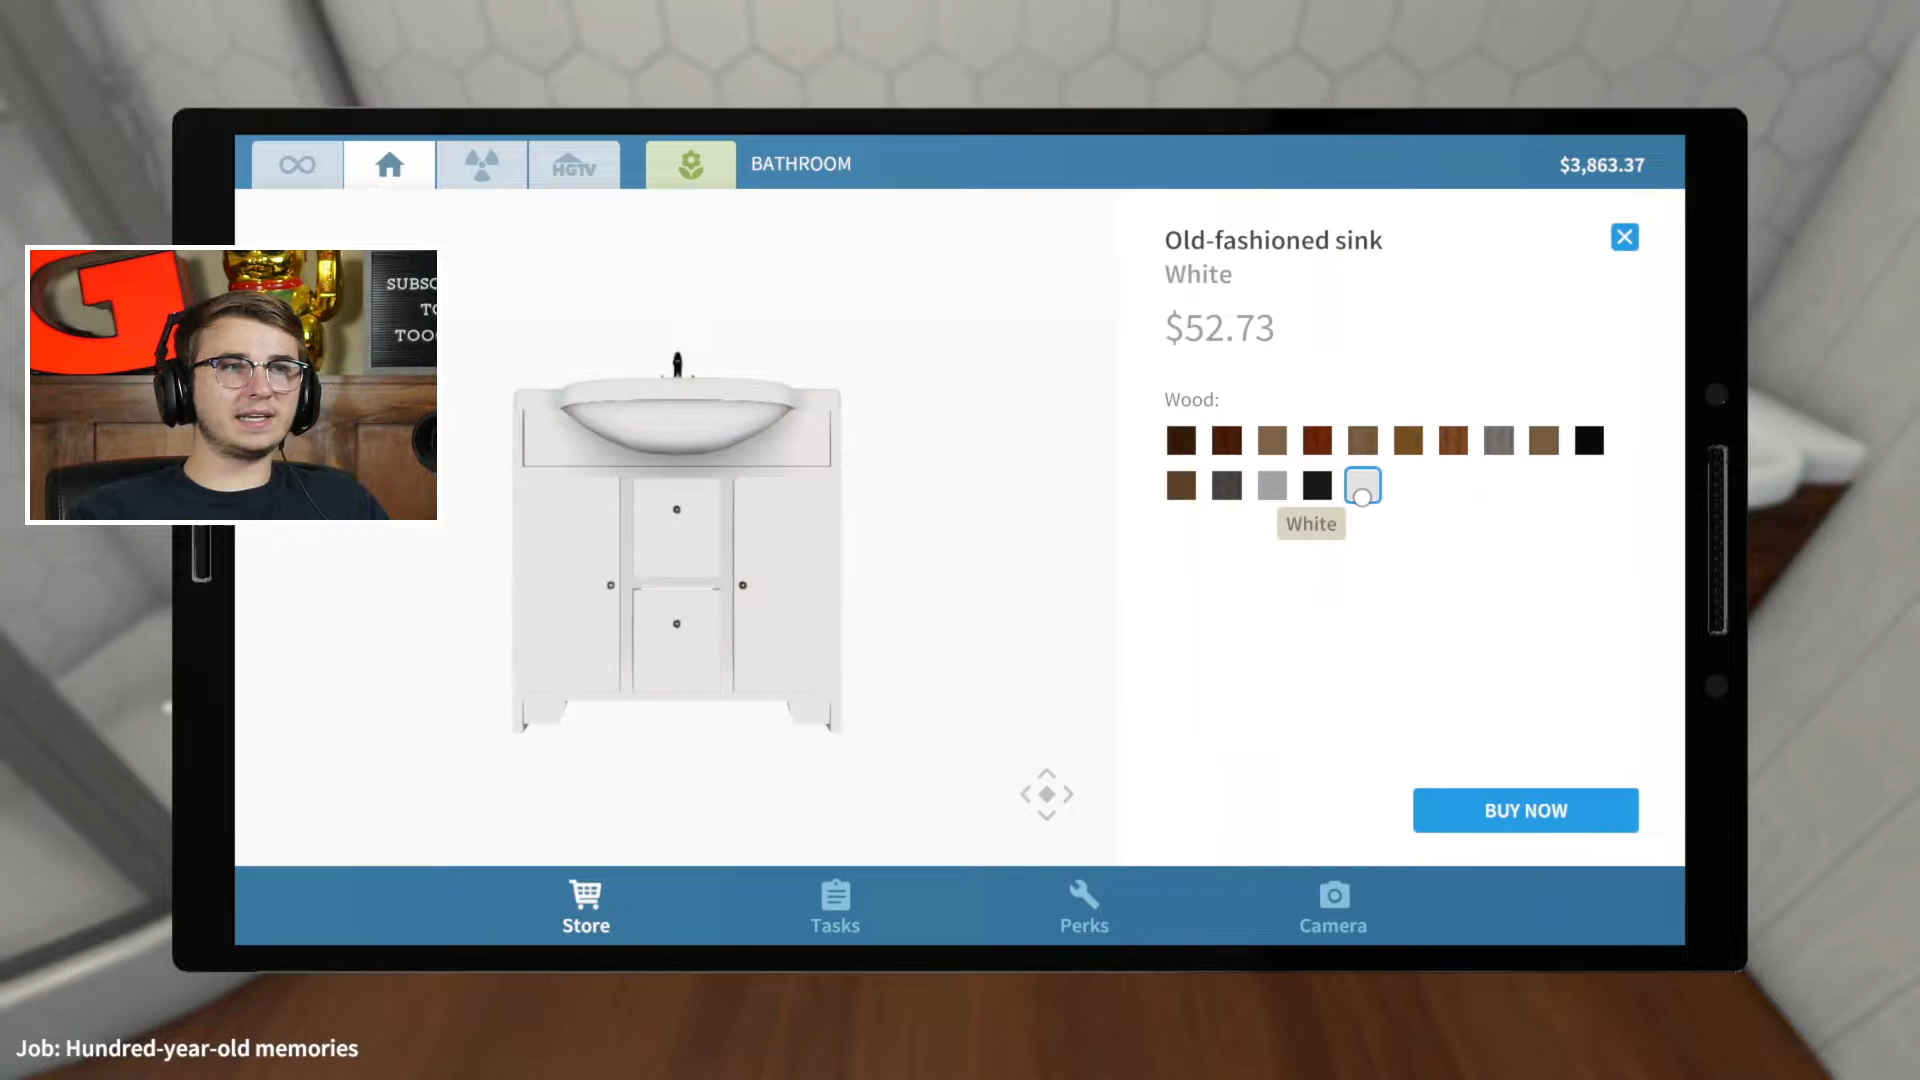 HGTV
BATHROOM
$3,863.37
Old-fashioned sink
White
$52.73
Wood:
White
BUY NOW
Store
Tasks
Perks
Camera
SUBSC
TO
TOO
G
Job: Hundred-year-old memories